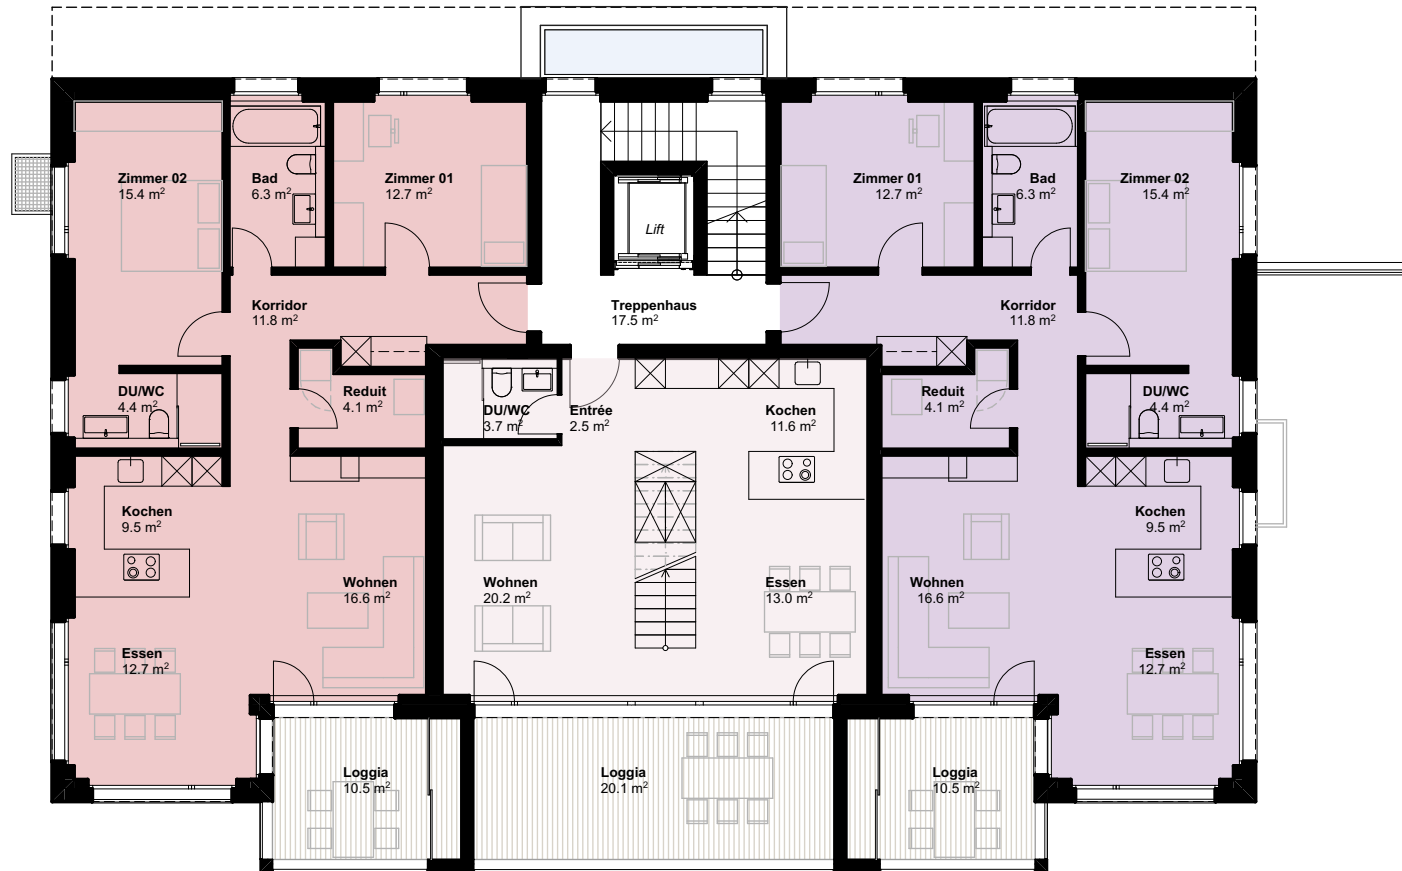 Zimmer 02
15.4 m²
Bad
6.3 m²
Zimmer 01
12.7 m²
Lift
Zimmer 01
12.7 m²
Bad
6.3 m²
Zimmer 02
15.4 m²
Korridor
11.8 m²
Treppenhaus
17.5 m²
Korridor
11.8 m²
DU/WC
4.4 m²
Reduit
4.1 m²
DU/WC
3.7 m²
Entrée
2.5 m²
Kochen
11.6 m²
Reduit
4.1 m²
DU/WC
4.4 m²
Kochen
9.5 m²
Kochen
9.5 m²
Wohnen
16.6 m²
Wohnen
20.2 m²
Essen
13.0 m²
Wohnen
16.6 m²
Essen
12.7 m²
Essen
12.7 m²
Loggia
10.5 m²
Loggia
20.1 m²
Loggia
10.5 m²